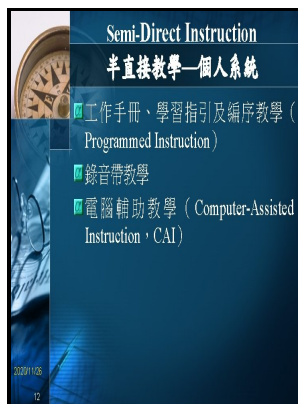 Semi-Direct Instruction
半直接教學—個人系統
工作手冊、學習指引及編序教學（
Programmed Instruction）
錄音帶教學
電腦輔助教學（Computer-Assisted
Instruction，CAI）
2020/11/26
12